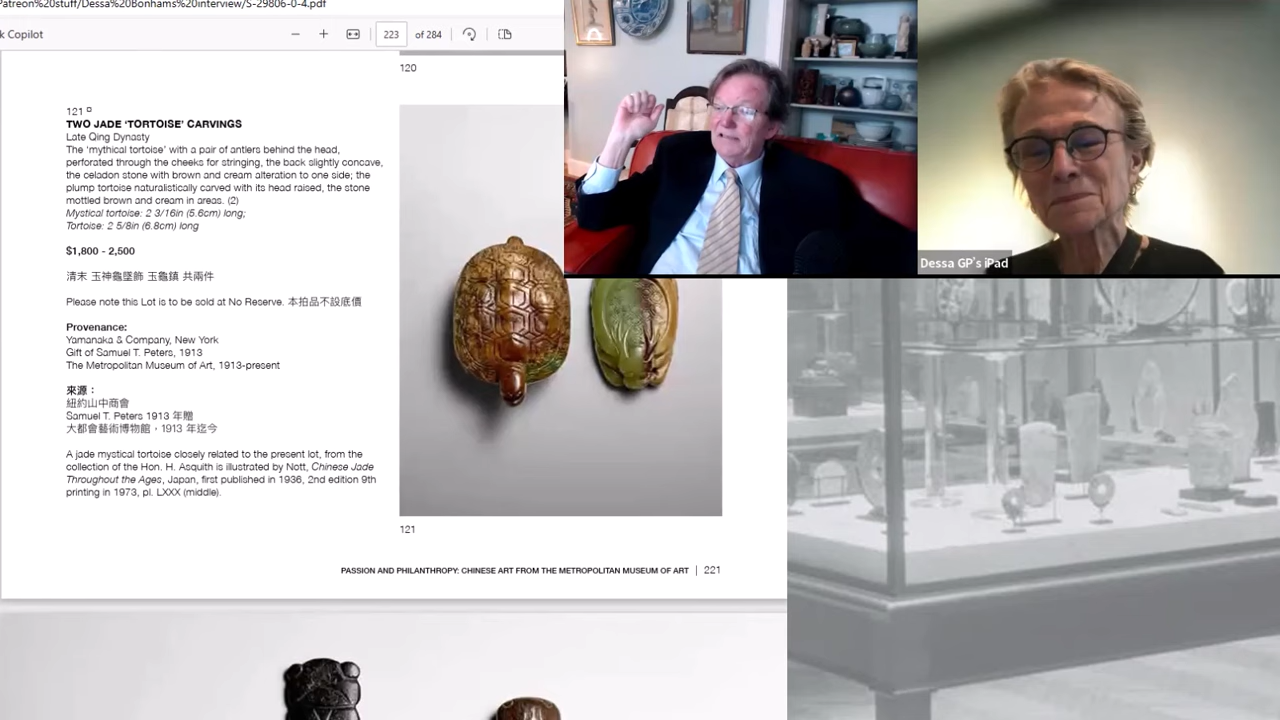 Patreon%20stuff/Dessa%20Bonhams%20interview/S-29806-0-4.pdf
k Copilot
223 of 284
120
121 ¤
TWO JADE 'TORTOISE' CARVINGS
Late Qing Dynasty
The 'mythical tortoise' with a pair of antlers behind the head,
perforated through the cheeks for stringing, the back slightly concave,
the celadon stone with brown and cream alteration to one side; the
plump tortoise naturalistically carved with its head raised, the stone
mottled brown and cream in areas. (2)
Mystical tortoise: 2 3/16in (5.6cm) long;
Tortoise: 2 5/8in (6.8cm) long
$1,800 - 2,500
清末 玉神龜墜飾 玉龜鎮 共兩件
Please note this Lot is to be sold at No Reserve. 本拍品不設底價
Provenance:
Yamanaka & Company, New York
Gift of Samuel T. Peters, 1913
The Metropolitan Museum of Art, 1913-present
來源：
紐約山中商會
Samuel T. Peters 1913 年贈
大都會藝術博物館，1913 年迄今
A jade mystical tortoise closely related to the present lot, from the
collection of the Hon. H. Asquith is illustrated by Nott, Chinese Jade
Throughout the Ages, Japan, first published in 1936, 2nd edition 9th
printing in 1973, pl. LXXX (middle).
121
PASSION AND PHILANTHROPY: CHINESE ART FROM THE METROPOLITAN MUSEUM OF ART | 221
Dessa GP's iPad